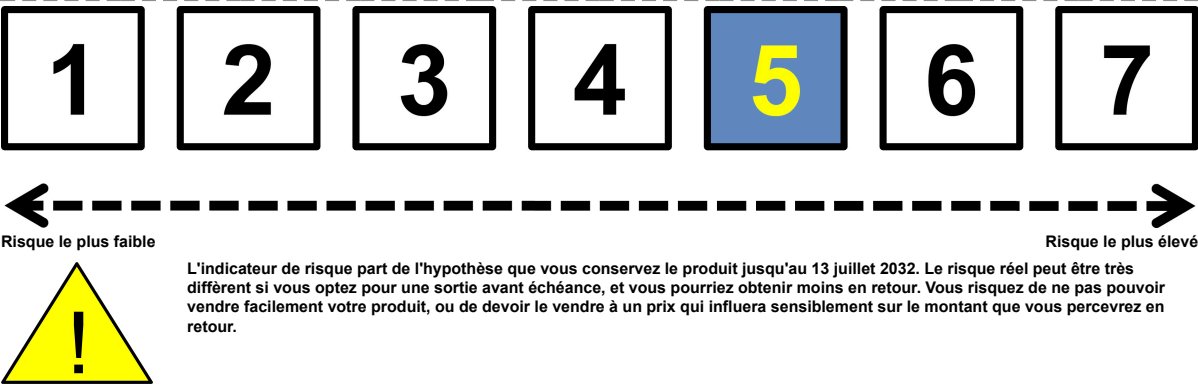 1 2 3 4 5 6 7
Risque le plus faible Risque le plus élevé
L'indicateur de risque part de l'hypothèse que vous conservez le produit jusqu'au 13 juillet 2032. Le risque réel peut être très
différent si vous optez pour une sortie avant échéance, et vous pourriez obtenir moins en retour. Vous risquez de ne pas pouvoir
vendre facilement votre produit, ou de devoir le vendre à un prix qui influera sensiblement sur le montant que vous percevrez en
retour.
!